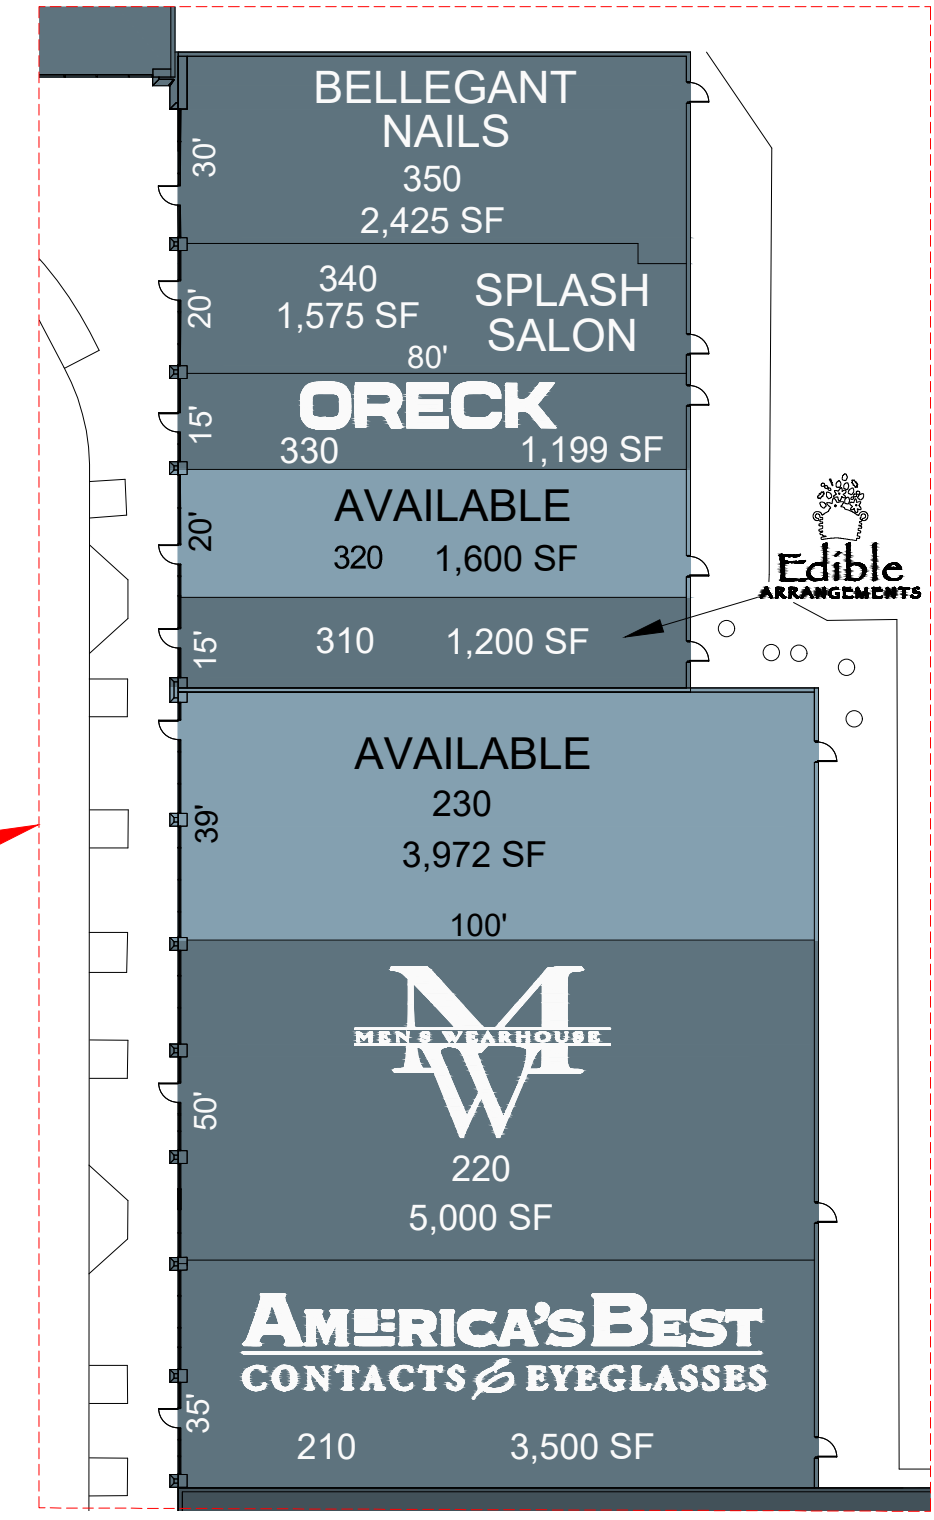 BELLEGANT
NAILS
350
2,425 SF
30'
340
1,575 SF
SPLASH
SALON
20'
80'
ORECK
15'
330 1,199 SF
AVAILABLE
20'
320 1,600 SF
Edible
ARRANGEMENTS
15'
310 1,200 SF
AVAILABLE
230
39'
3,972 SF
100'
MW
MEN'S WEARHOUSE
50'
220
5,000 SF
AMERICA'S BEST
CONTACTS & EYEGLASSES
35'
210 3,500 SF